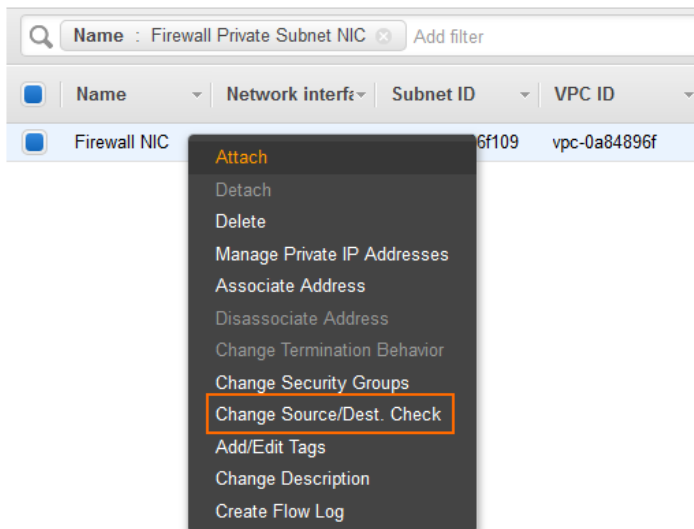 Name : Firewall Private Subnet NIC Add filter
Name Network interfa Subnet ID VPC ID
Firewall NIC 6f109 vpc-0a84896f
Attach
Detach
Delete
Manage Private IP Addresses
Associate Address
Disassociate Address
Change Termination Behavior
Change Security Groups
Change Source/Dest. Check
Add/Edit Tags
Change Description
Create Flow Log